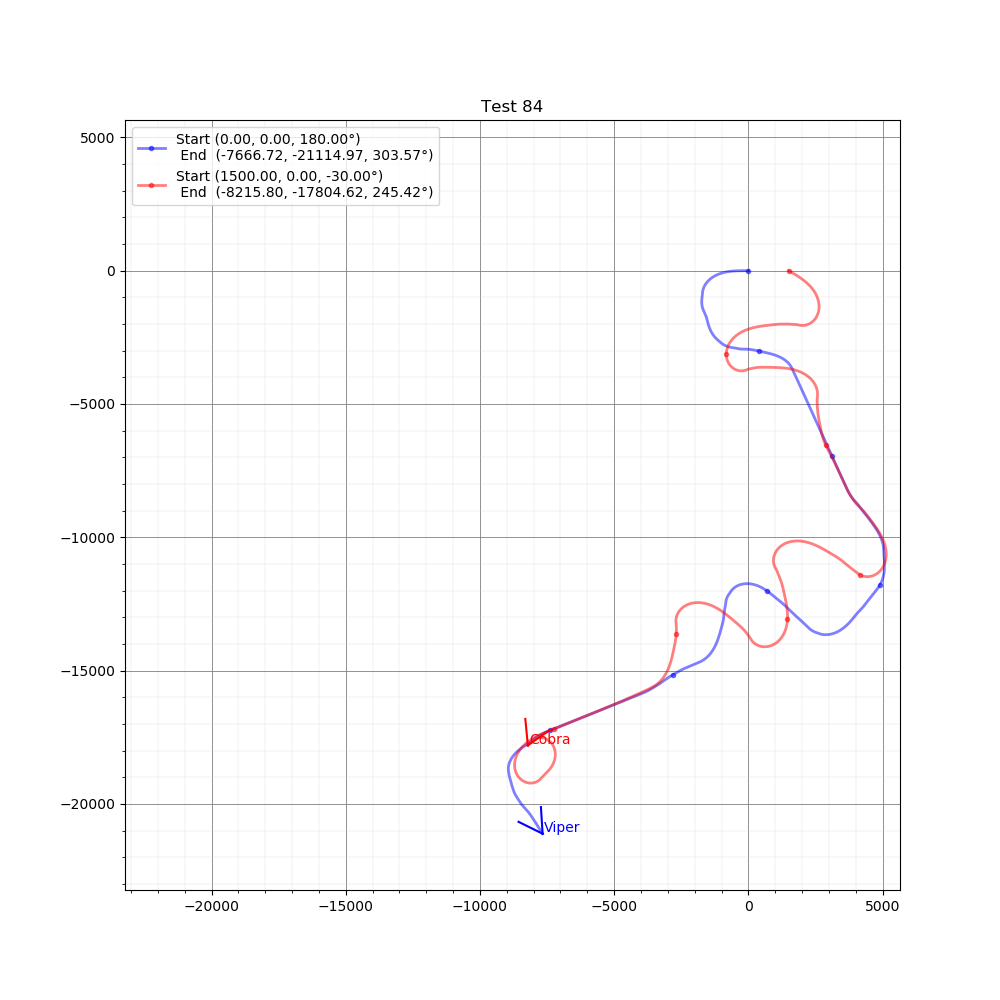 Test 84
Start (0.00, 0.00, 180.00°)
End (-7666.72, -21114.97, 303.57°)
Start (1500.00, 0.00, -30.00°)
End (-8215.80, -17804.62, 245.42°)
5000
0
−5000
−10000
−15000
−20000
Cobra
Viper
−20000
−15000
−10000
−5000
0
5000